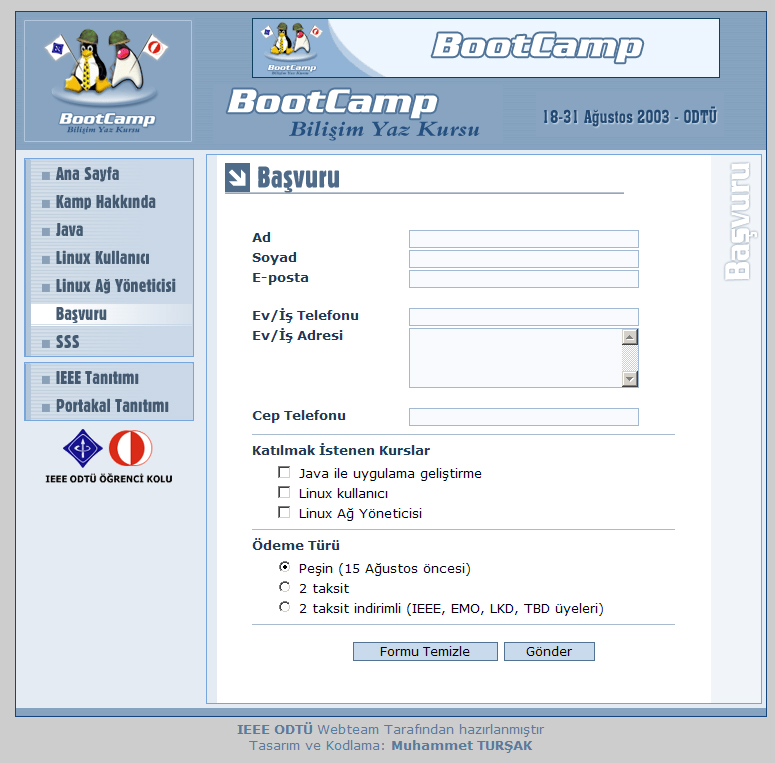 BootCamp
Bilişim Yaz Kursu
BootCamp
Bilişim Yaz Kursu
BootCamp
BootCamp
Bilişim Yaz Kursu
18-31 Ağustos 2003 - ODTÜ
Ana Sayfa
Kamp Hakkında
Java
Linux Kullanıcı
Linux Ağ Yöneticisi
Başvuru
SSS
IEEE Tanıtımı
Portakal Tanıtımı
IEEE ODTÜ ÖĞRENCİ KOLU
Başvuru
Başvuru
Ad
Soyad
E-posta
Ev/İş Telefonu
Ev/İş Adresi
Cep Telefonu
Katılmak İstenen Kurslar
Java ile uygulama geliştirme
Linux kullanıcı
Linux Ağ Yöneticisi
Ödeme Türü
Peşin (15 Ağustos öncesi)
2 taksit
2 taksit indirimli (IEEE, EMO, LKD, TBD üyeleri)
Formu Temizle Gönder
IEEE ODTÜ Webteam Tarafından hazırlanmıştır
Tasarım ve Kodlama: Muhammet TURŞAK